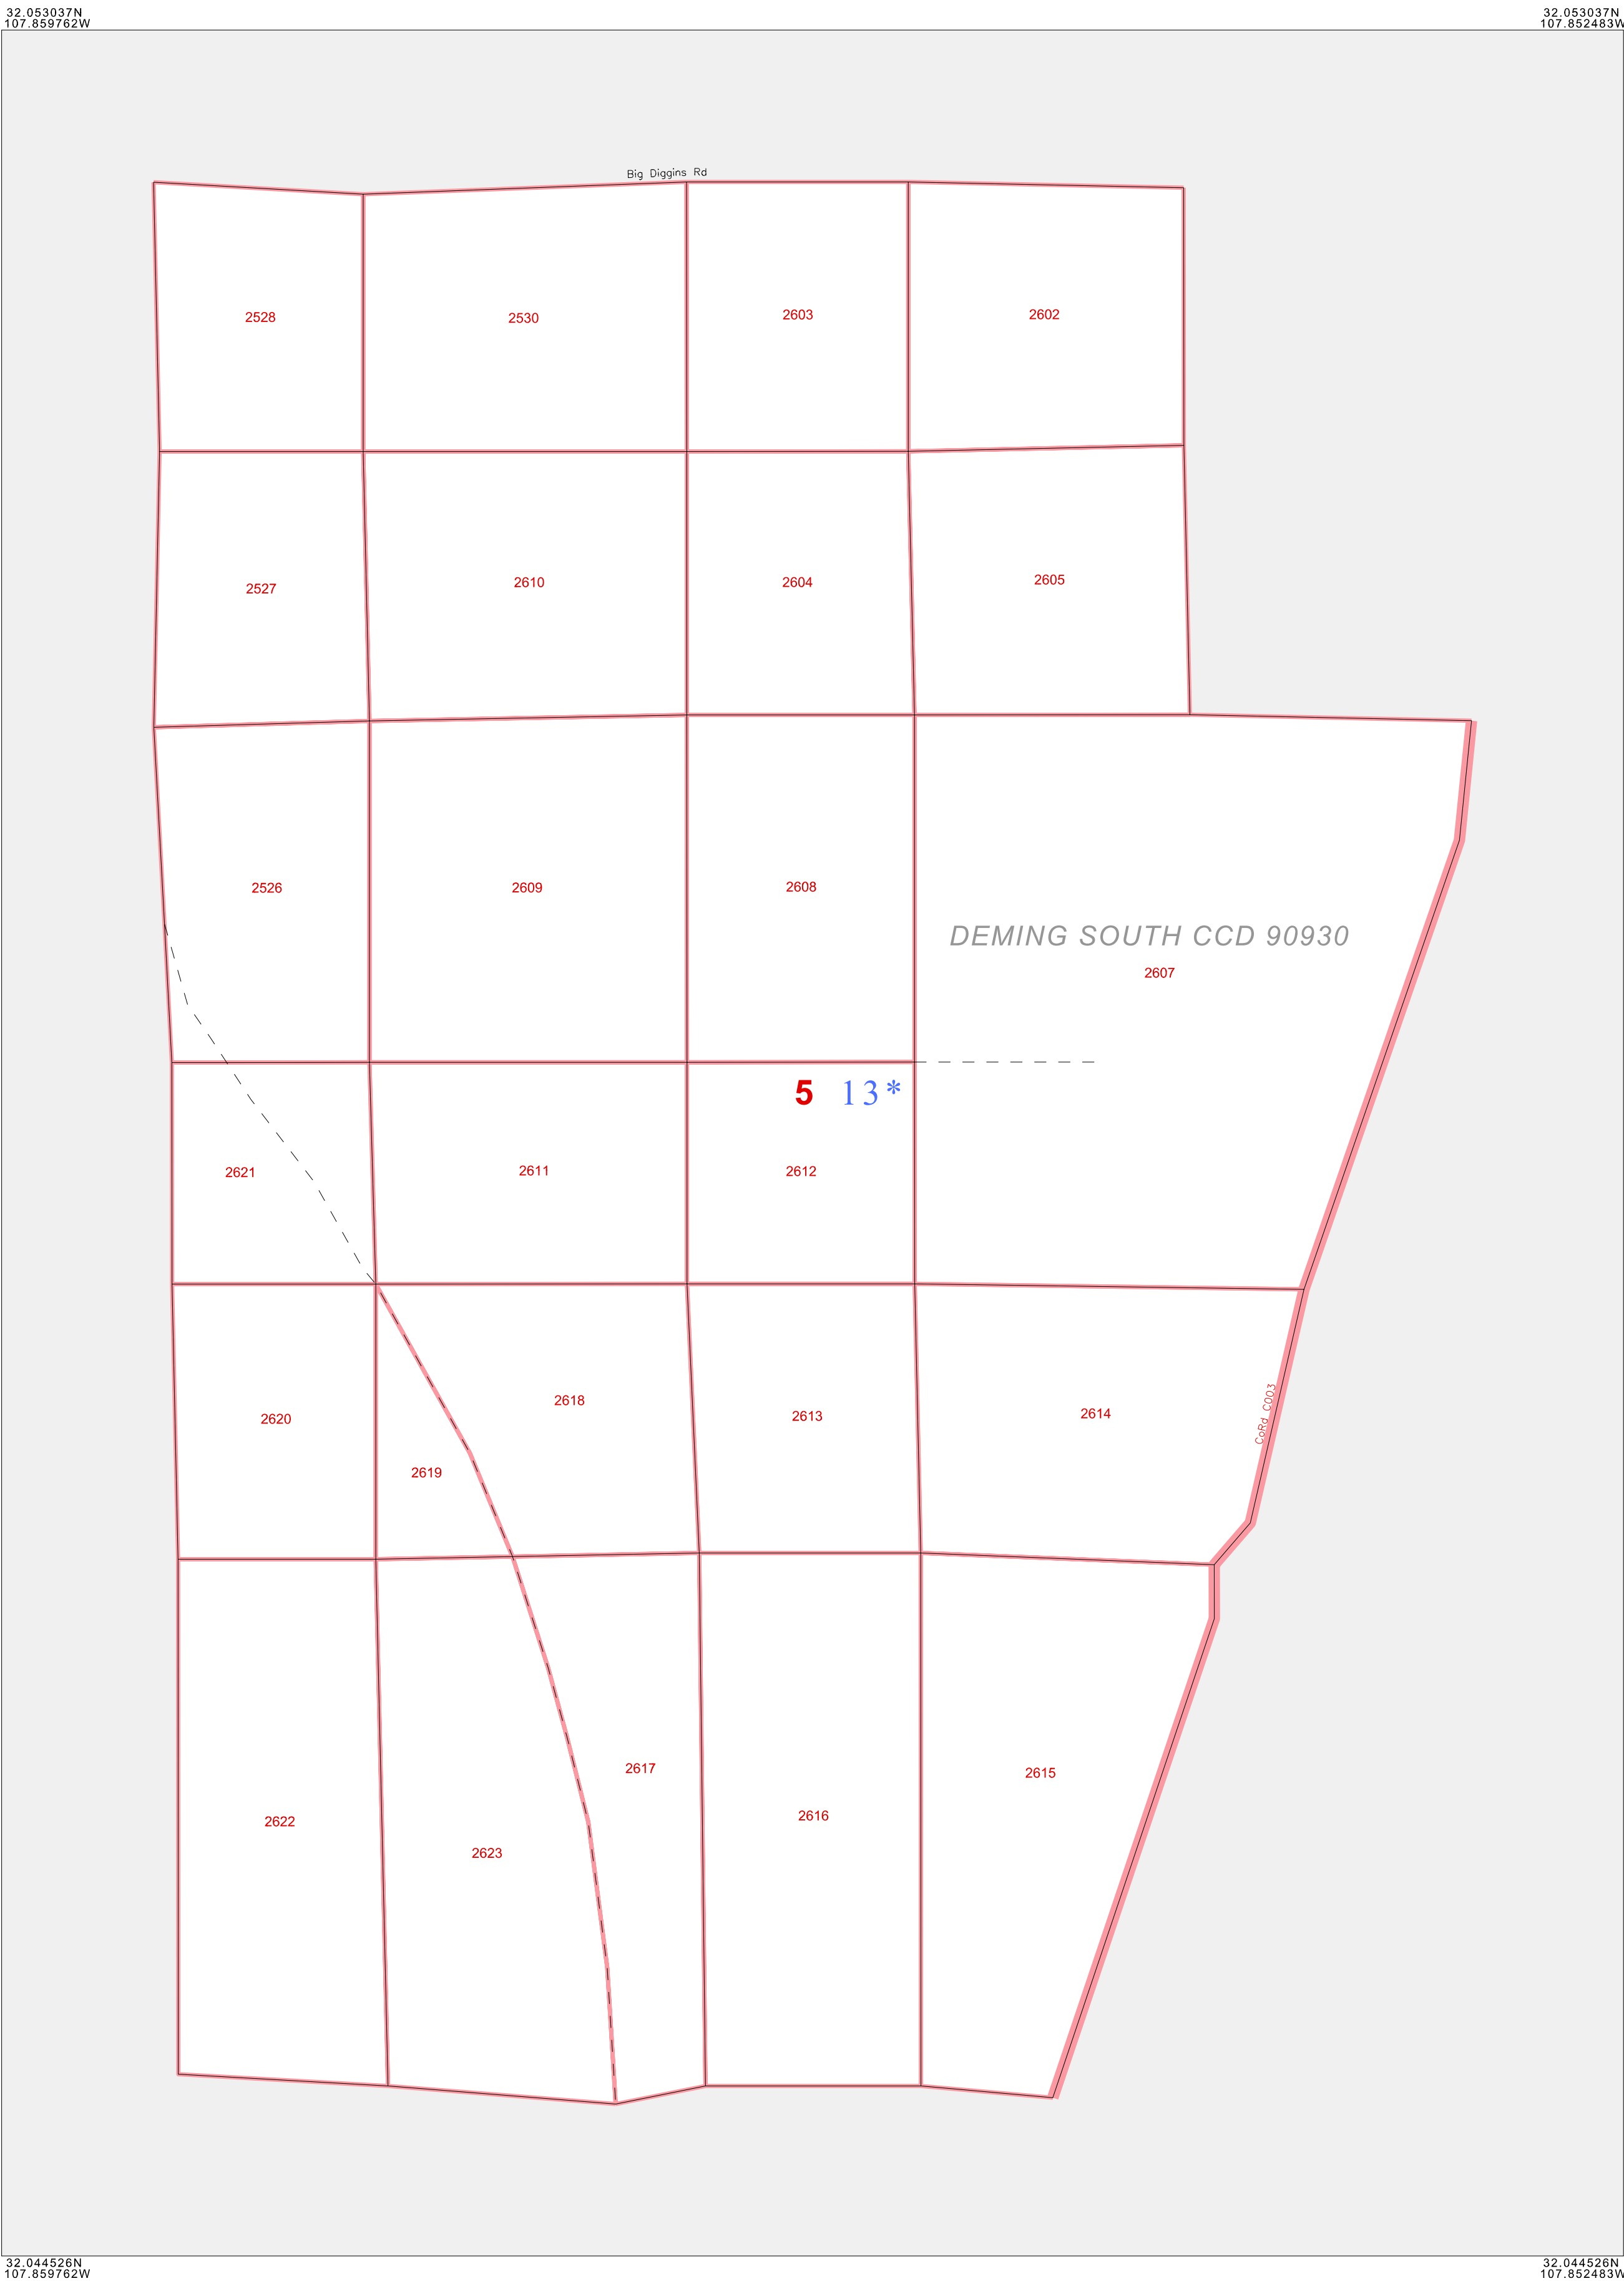 32.053037N
107.859762W
32.053037N
107.852483W
Big Diggins Rd
2528
2530
2603
2602
2527
2610
2604
2605
2526
2609
2608
DEMING SOUTH CCD 90930
2607
5 13*
2621
2611
2612
2620
2618
2613
2614
CoRd C003
2619
2617
2615
2622
2616
2623
32.044526N
107.859762W
32.044526N
107.852483W